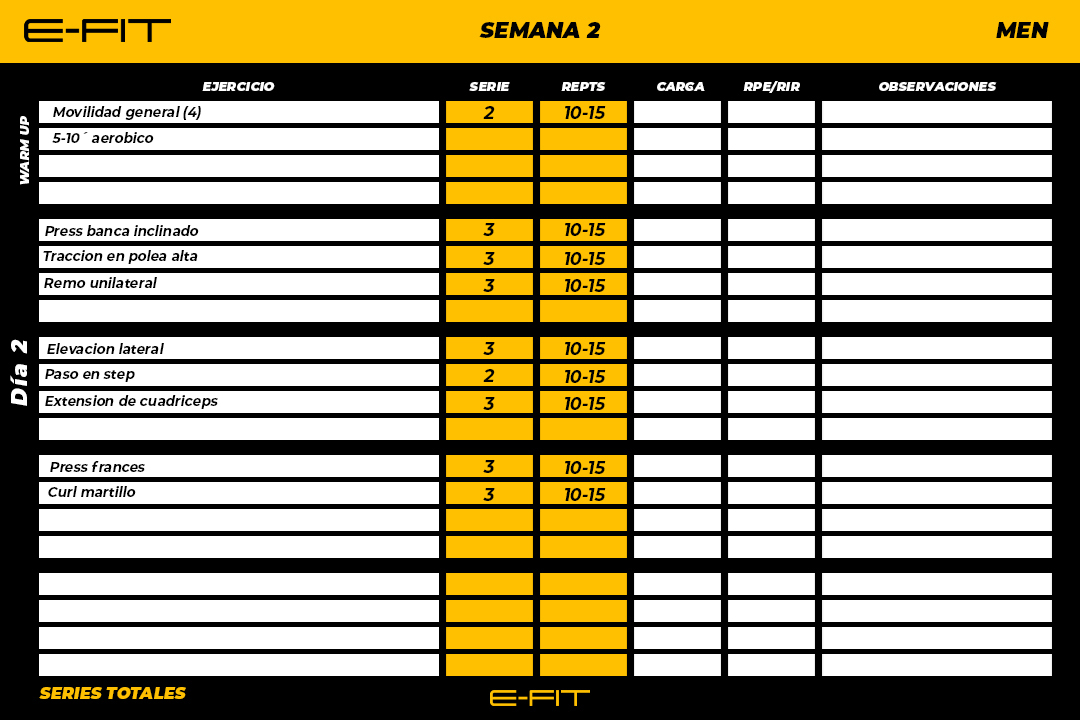 E-FIT SEMANA 2 MEN
EJERCICIO SERIE REPTS CARGA RPE/RIR OBSERVACIONES
WARM UP
Movilidad general (4) 2 10-15
5-10´ aerobico
Día 2
Press banca inclinado 3 10-15
Traccion en polea alta 3 10-15
Remo unilateral 3 10-15
Elevacion lateral 3 10-15
Paso en step 2 10-15
Extension de cuadriceps 3 10-15
Press frances 3 10-15
Curl martillo 3 10-15
SERIES TOTALES E-FIT